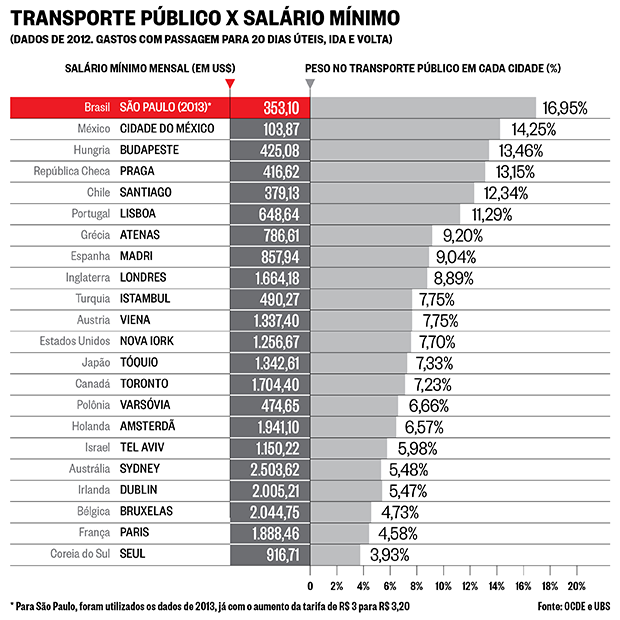 TRANSPORTE PÚBLICO X SALÁRIO MÍNIMO
(DADOS DE 2012. GASTOS COM PASSAGEM PARA 20 DIAS ÚTEIS, IDA E VOLTA)
SALÁRIO MÍNIMO MENSAL (EM US$) PESO NO TRANSPORTE PÚBLICO EM CADA CIDADE (%)
Brasil SÃO PAULO (2013)* 353,10 16,95%
México CIDADE DO MÉXICO 103,87 14,25%
Hungria BUDAPESTE 425,08 13,46%
República Checa PRAGA 416,62 13,15%
Chile SANTIAGO 379,13 12,34%
Portugal LISBOA 648,64 11,29%
Grécia ATENAS 786,61 9,20%
Espanha MADRI 857,94 9,04%
Inglaterra LONDRES 1.664,18 8,89%
Turquia ISTAMBUL 490,27 7,75%
Austria VIENA 1.337,40 7,75%
Estados Unidos NOVA IORK 1.256,67 7,70%
Japão TÓQUIO 1.342,61 7,33%
Canadá TORONTO 1.704,40 7,23%
Polônia VARSÓVIA 474,65 6,66%
Holanda AMSTERDÃ 1.941,10 6,57%
Israel TEL AVIV 1.150,22 5,98%
Austrália SYDNEY 2.503,62 5,48%
Irlanda DUBLIN 2.005,21 5,47%
Bélgica BRUXELAS 2.044,75 4,73%
França PARIS 1.888,46 4,58%
Coreia do Sul SEUL 916,71 3,93%
0 2% 4% 6% 8% 10% 12% 14% 16% 18% 20%
* Para São Paulo, foram utilizados os dados de 2013, já com o aumento da tarifa de R$ 3 para R$ 3,20 Fonte: OCDE e UBS